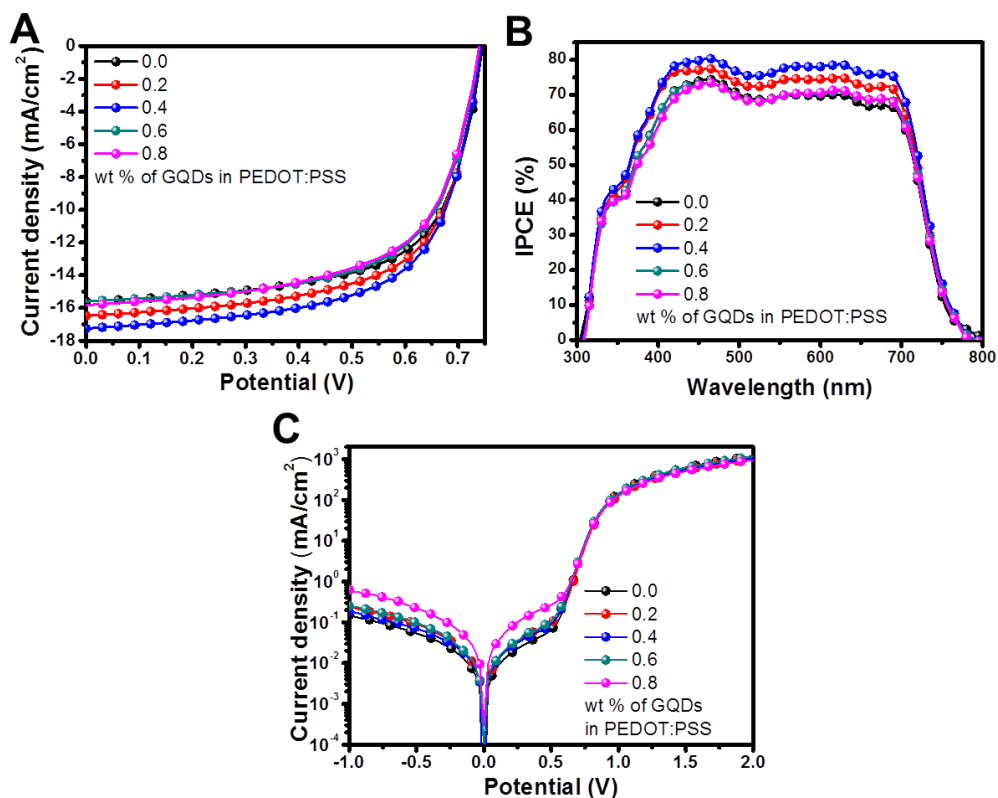 A
Current density (mA/cm²)
0
-2
-4
-6
-8
-10
-12
-14
-16
-18
0.0
0.2
0.4
0.6
0.8
wt % of GQDs in PEDOT:PSS
0.0 0.1 0.2 0.3 0.4 0.5 0.6 0.7
Potential (V)
B
IPCE (%)
80
70
60
50
40
30
20
10
0
0.0
0.2
0.4
0.6
0.8
wt % of GQDs in PEDOT:PSS
300 400 500 600 700 800
Wavelength (nm)
C
Current density (mA/cm²)
10³
10²
10¹
10⁰
10⁻¹
10⁻²
10⁻³
10⁻⁴
0.0
0.2
0.4
0.6
0.8
wt % of GQDs
in PEDOT:PSS
-1.0 -0.5 0.0 0.5 1.0 1.5 2.0
Potential (V)